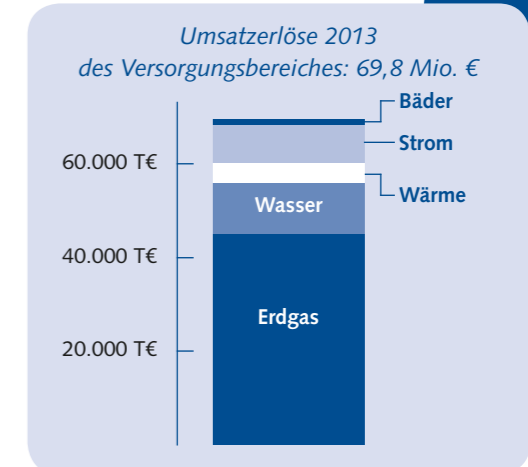 Umsatzerlöse 2013
des Versorgungsbereiches: 69,8 Mio. €
Bäder
Strom
60.000 T€
Wärme
Wasser
40.000 T€
Erdgas
20.000 T€